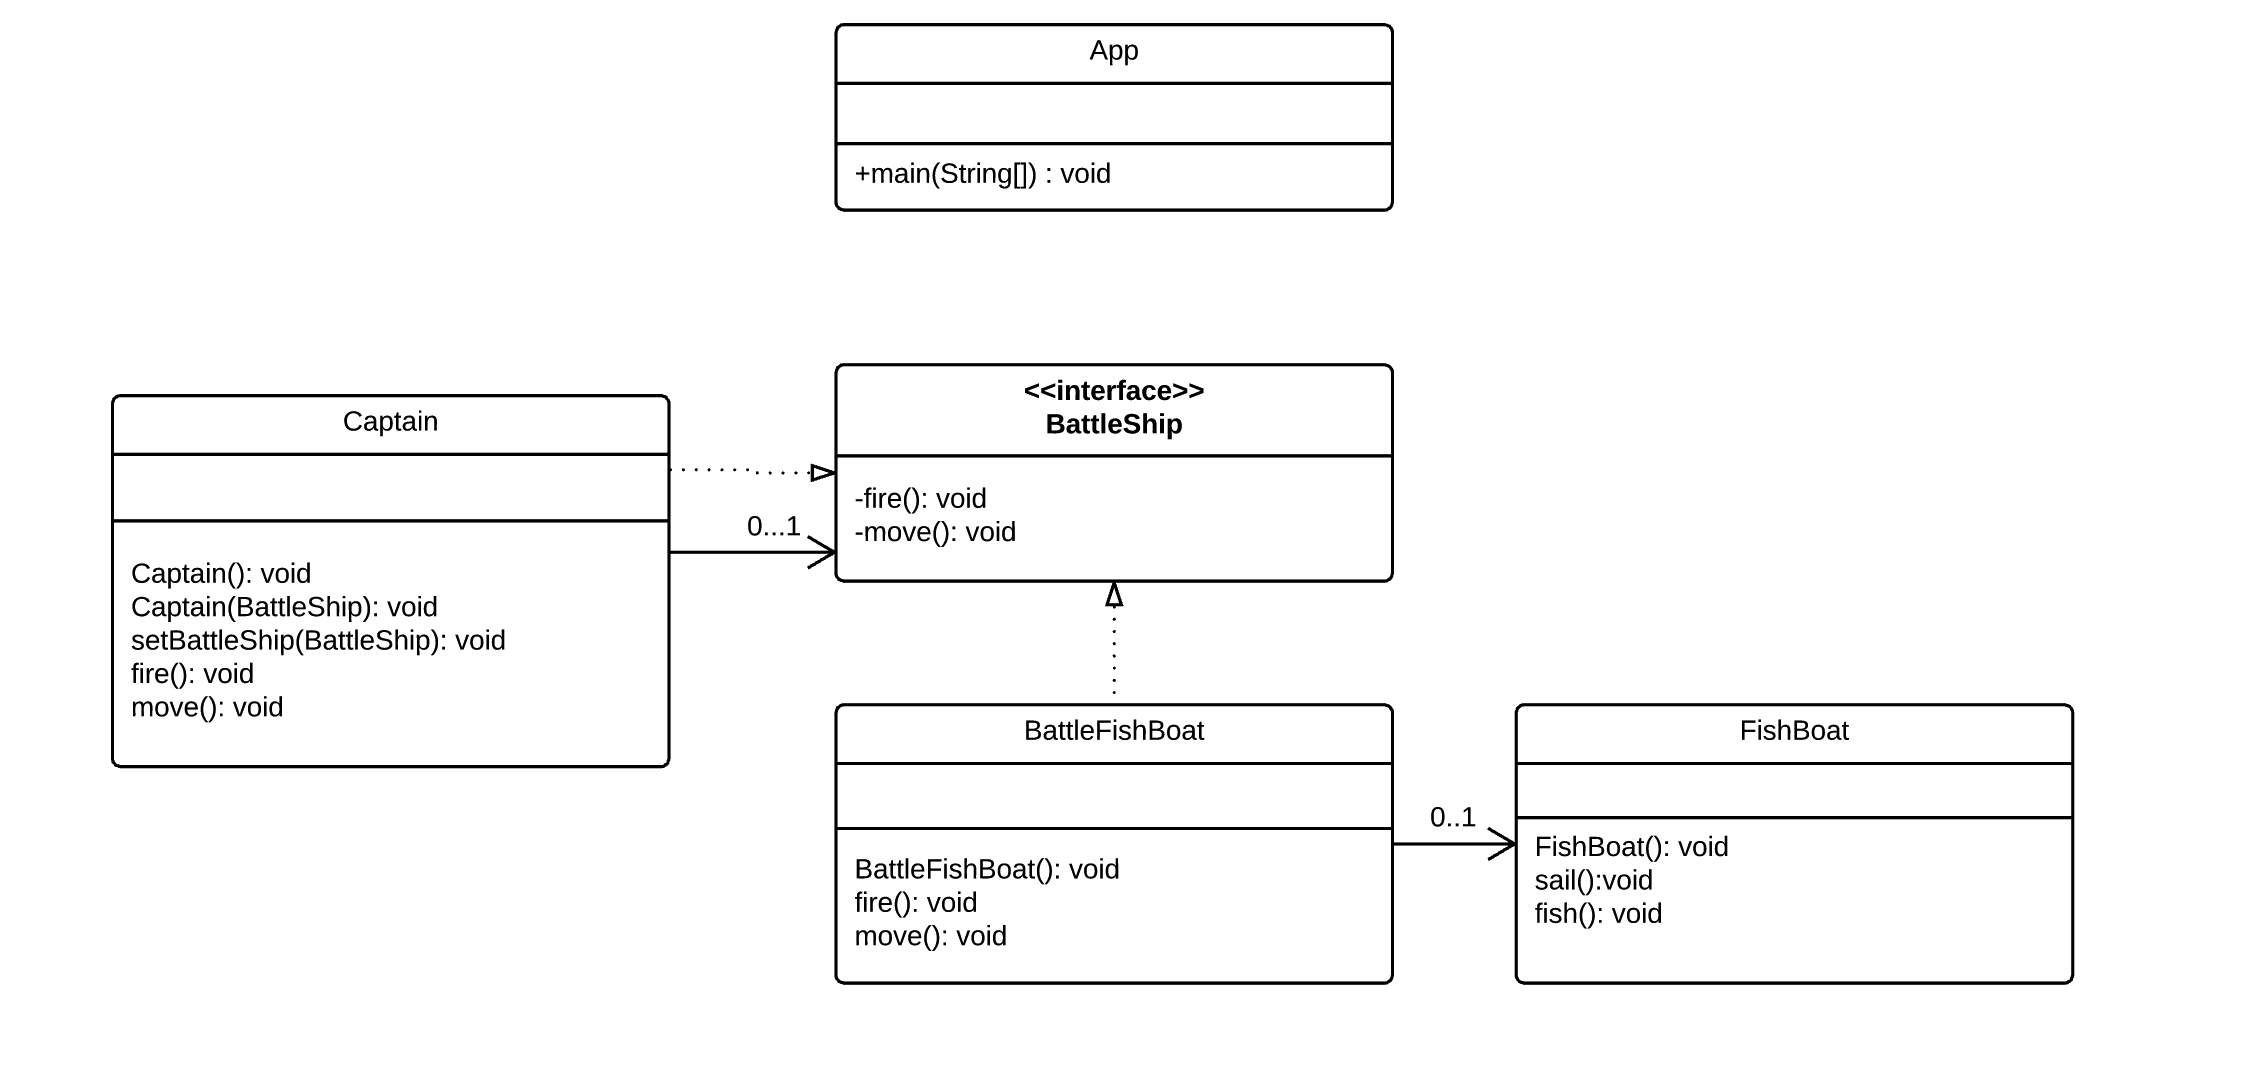 App
+main(String[]) : void
<<interface>>
BattleShip
-fire(): void
-move(): void
Captain
Captain(): void
Captain(BattleShip): void
setBattleShip(BattleShip): void
fire(): void
move(): void
0...1
BattleFishBoat
BattleFishBoat(): void
fire(): void
move(): void
0..1
FishBoat
FishBoat(): void
sail():void
fish(): void